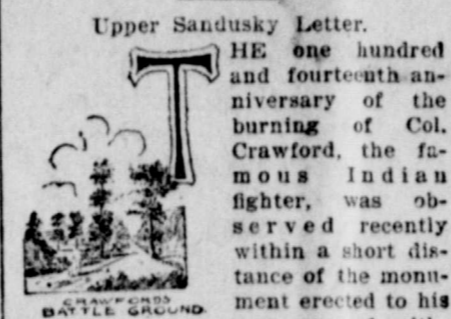 Upper Sandusky Letter.
THE one hundred
and fourteenth an-
niversary of the
burning of Col.
Crawford, the fa-
mous Indian
fighter, was ob-
served recently
within a short dis-
tance of the monu-
ment erected to his
CRAWFORDS
BATTLE GROUND.